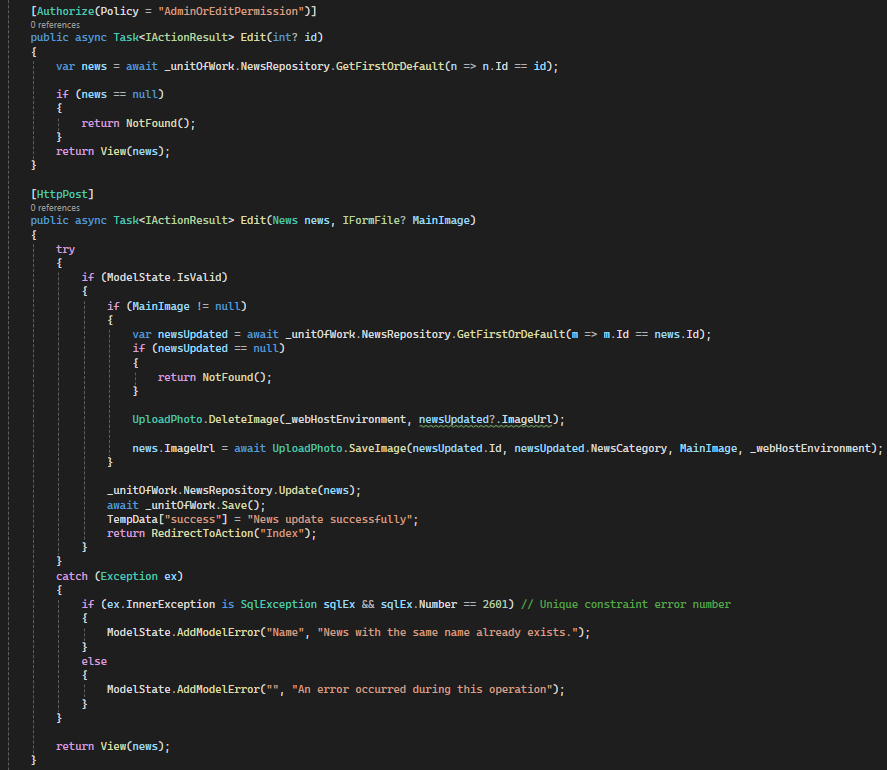 [Authorize(Policy = "AdminOrEditPermission")]
0 references
public async Task<IActionResult> Edit(int? id)
{
var news = await _unitOfWork.NewsRepository.GetFirstOrDefault(n => n.Id == id);
if (news == null)
{
return NotFound();
}
return View(news);
}
[HttpPost]
0 references
public async Task<IActionResult> Edit(News news, IFormFile? MainImage)
{
try
{
if (ModelState.IsValid)
{
if (MainImage != null)
{
var newsUpdated = await _unitOfWork.NewsRepository.GetFirstOrDefault(m => m.Id == news.Id);
if (newsUpdated == null)
{
return NotFound();
}
UploadPhoto.DeleteImage(_webHostEnvironment, newsUpdated?.ImageUrl);
news.ImageUrl = await UploadPhoto.SaveImage(newsUpdated.Id, newsUpdated.NewsCategory, MainImage, _webHostEnvironment);
}
_unitOfWork.NewsRepository.Update(news);
await _unitOfWork.Save();
TempData["success"] = "News update successfully";
return RedirectToAction("Index");
}
}
catch (Exception ex)
{
if (ex.InnerException is SqlException sqlEx && sqlEx.Number == 2601) // Unique constraint error number
{
ModelState.AddModelError("Name", "News with the same name already exists.");
}
else
{
ModelState.AddModelError("", "An error occurred during this operation");
}
}
return View(news);
}